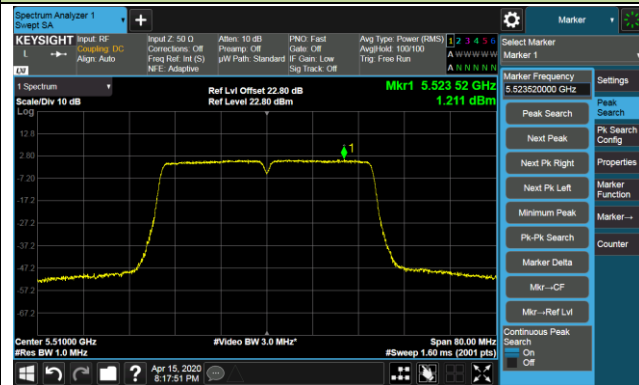 Spectrum Analyzer 1
Swept SA
Marker
KEYSIGHT
Input: RF
Coupling: DC
Align: Auto
Input Z: 50 Ω
Corrections: Off
Freq Ref: Int (S)
NFE: Adaptive
Atten: 10 dB
Preamp: Off
µW Path: Standard
PNO: Fast
Gate: Off
IF Gain: Low
Sig Track: Off
Avg Type: Power (RMS)
Avg|Hold: 100/100
Trig: Free Run
1 2 3 4 5 6
A W W W W W
A N N N N N
L
LXI
Select Marker
Marker 1
1 Spectrum
Scale/Div 10 dB
Log
Ref Lvl Offset 22.80 dB
Ref Level 22.80 dBm
Mkr1 5.523 52 GHz
1.211 dBm
12.8
2.80
-7.20
-17.2
-27.2
-37.2
-47.2
-57.2
-67.2
1
Center 5.51000 GHz
#Res BW 1.0 MHz
#Video BW 3.0 MHz*
Span 80.00 MHz
#Sweep 1.60 ms (2001 pts)
Marker Frequency
5.523520000 GHz
Peak Search
Next Peak
Next Pk Right
Next Pk Left
Minimum Peak
Pk-Pk Search
Marker Delta
Mkr→CF
Mkr→Ref Lvl
Continuous Peak
Search
On
Off
Settings
Peak
Search
Pk Search
Config
Properties
Marker
Function
Marker→
Counter
?
Apr 15, 2020
8:17:51 PM